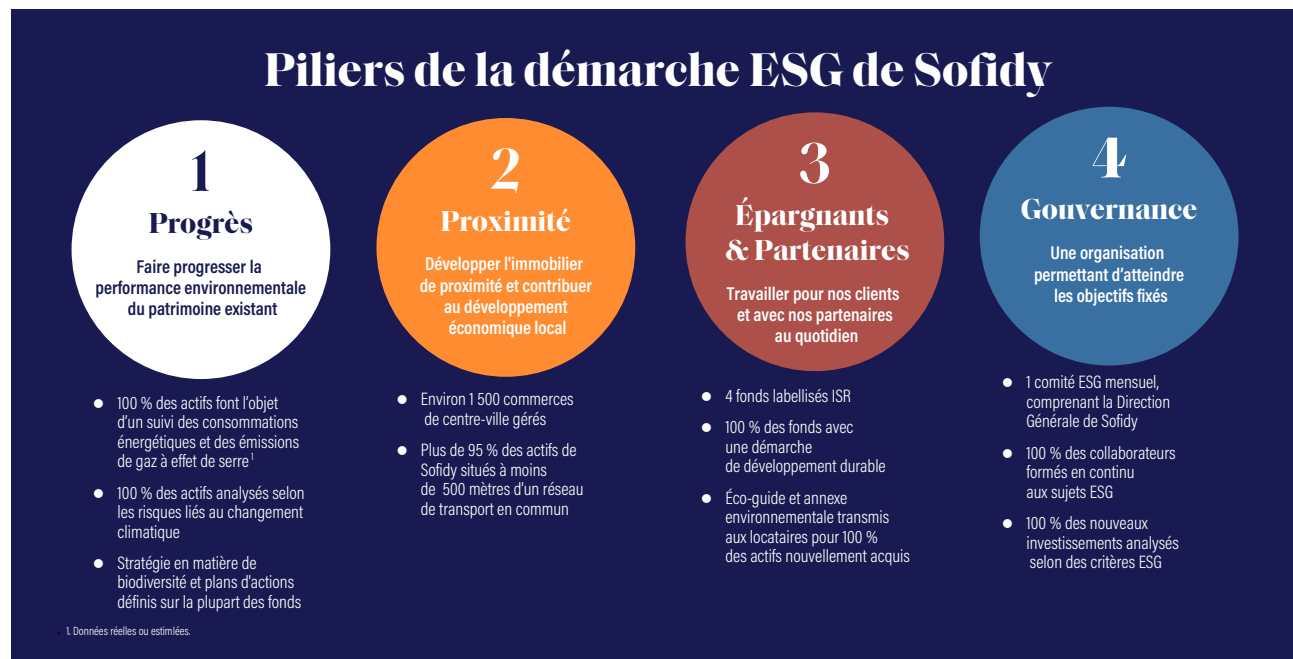 Piliers de la démarche ESG de Sofidy
1
Progrès
Faire progresser la
performance environnementale
du patrimoine existant
● 100 % des actifs font l'objet
d'un suivi des consommations
énergétiques et des émissions
de gaz à effet de serre¹
● 100 % des actifs analysés selon
les risques liés au changement
climatique
● Stratégie en matière de
biodiversité et plans d'actions
définis sur la plupart des fonds
2
Proximité
Développer l'immobilier
de proximité et contribuer
au développement
économique local
● Environ 1 500 commerces
de centre-ville gérés
● Plus de 95 % des actifs de
Sofidy situés à moins
de 500 mètres d'un réseau
de transport en commun
3
Épargnants
& Partenaires
Travailler pour nos clients
et avec nos partenaires
au quotidien
● 4 fonds labellisés ISR
● 100 % des fonds avec
une démarche
de développement durable
● Éco-guide et annexe
environnementale transmis
aux locataires pour 100 %
des actifs nouvellement acquis
4
Gouvernance
Une organisation
permettant d'atteindre
les objectifs fixés
● 1 comité ESG mensuel,
comprenant la Direction
Générale de Sofidy
● 100 % des collaborateurs
formés en continu
aux sujets ESG
● 100 % des nouveaux
investissements analysés
selon des critères ESG
1. Données réelles ou estimlées.